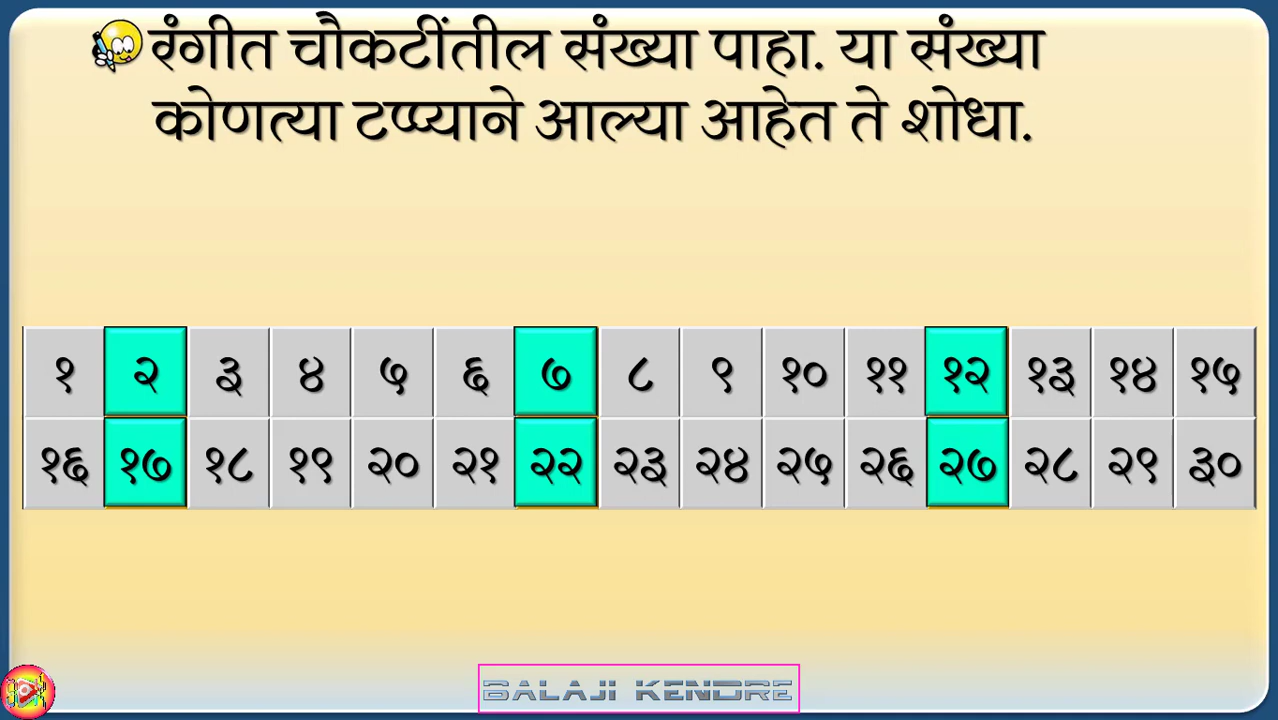 रंगीत चौकटींतील संख्या पाहा. या संख्या
कोणत्या टप्प्याने आल्या आहेत ते शोधा.
१ २ ३ ४ ५ ६ ७ ८ ९ १० ११ १२ १३ १४ १५
१६ १७ १८ १९ २० २१ २२ २३ २४ २५ २६ २७ २८ २९ ३०
BALAJI KENDRE